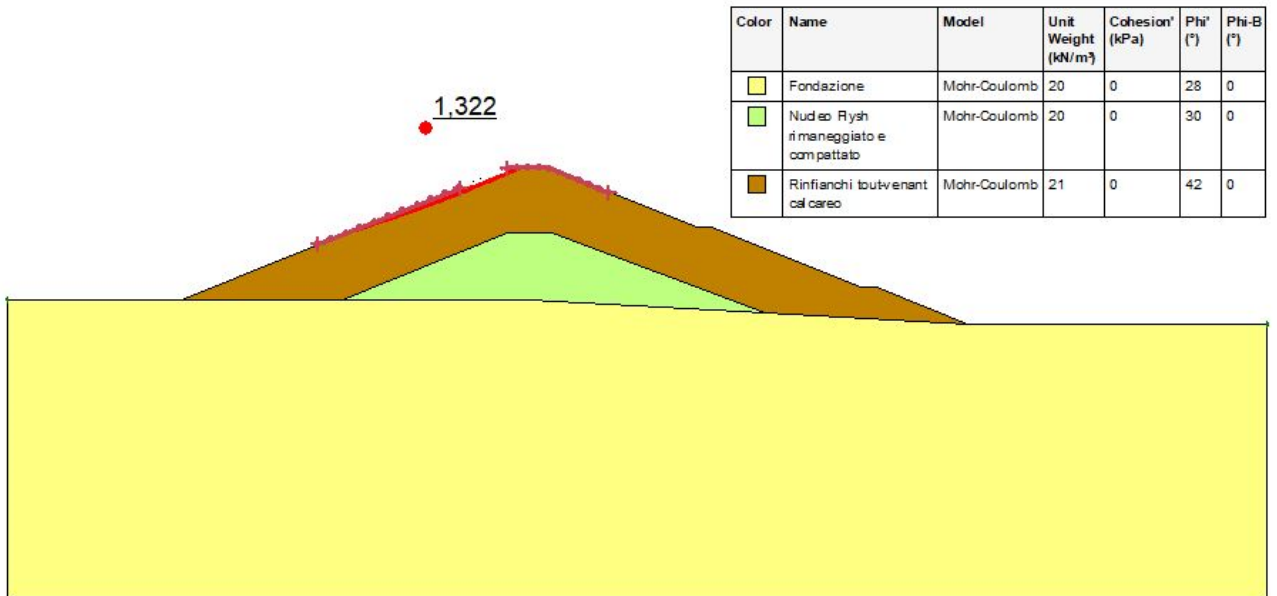 Color Name Model Unit Weight (kN/m³) Cohesion' (kPa) Phi' (°) Phi-B (°)
Fondazione Mohr-Coulomb 20 0 28 0
Nucleo Flysh rimaneggiato e compattato Mohr-Coulomb 20 0 30 0
Rinfianchi tout-venant calcareo Mohr-Coulomb 21 0 42 0
1,322